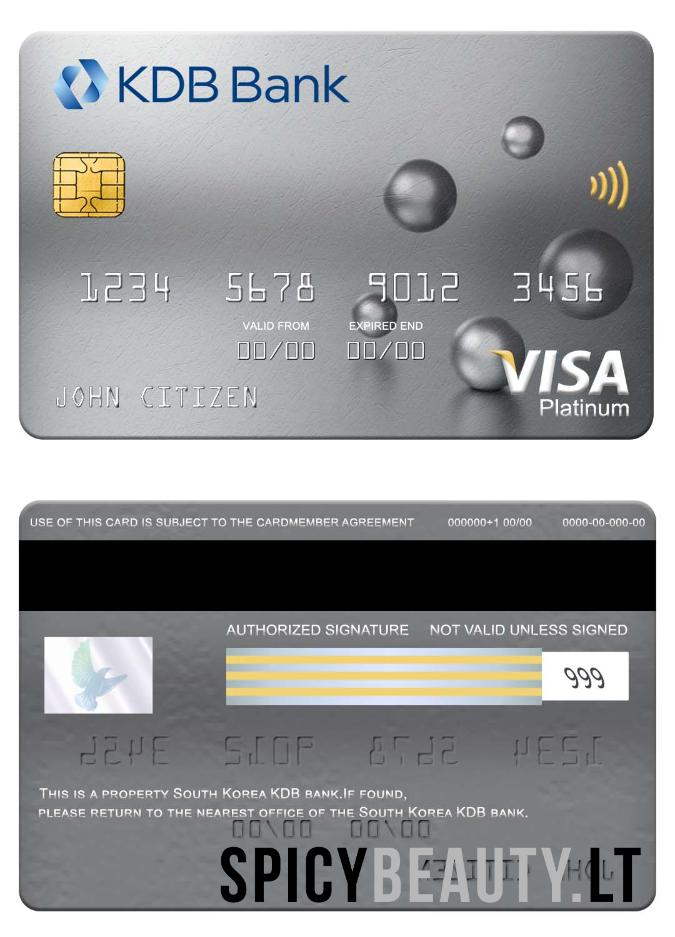 KDB Bank
1234 5678 9012 3456
VALID FROM EXPIRED END
00/00 00/00
VISA
Platinum
JOHN CITIZEN
USE OF THIS CARD IS SUBJECT TO THE CARDMEMBER AGREEMENT 000000+1 00/00 0000-00-000-00
AUTHORIZED SIGNATURE NOT VALID UNLESS SIGNED
999
THIS IS A PROPERTY SOUTH KOREA KDB BANK.IF FOUND,
PLEASE RETURN TO THE NEAREST OFFICE OF THE SOUTH KOREA KDB BANK.
SPICYBEAUTY.LT